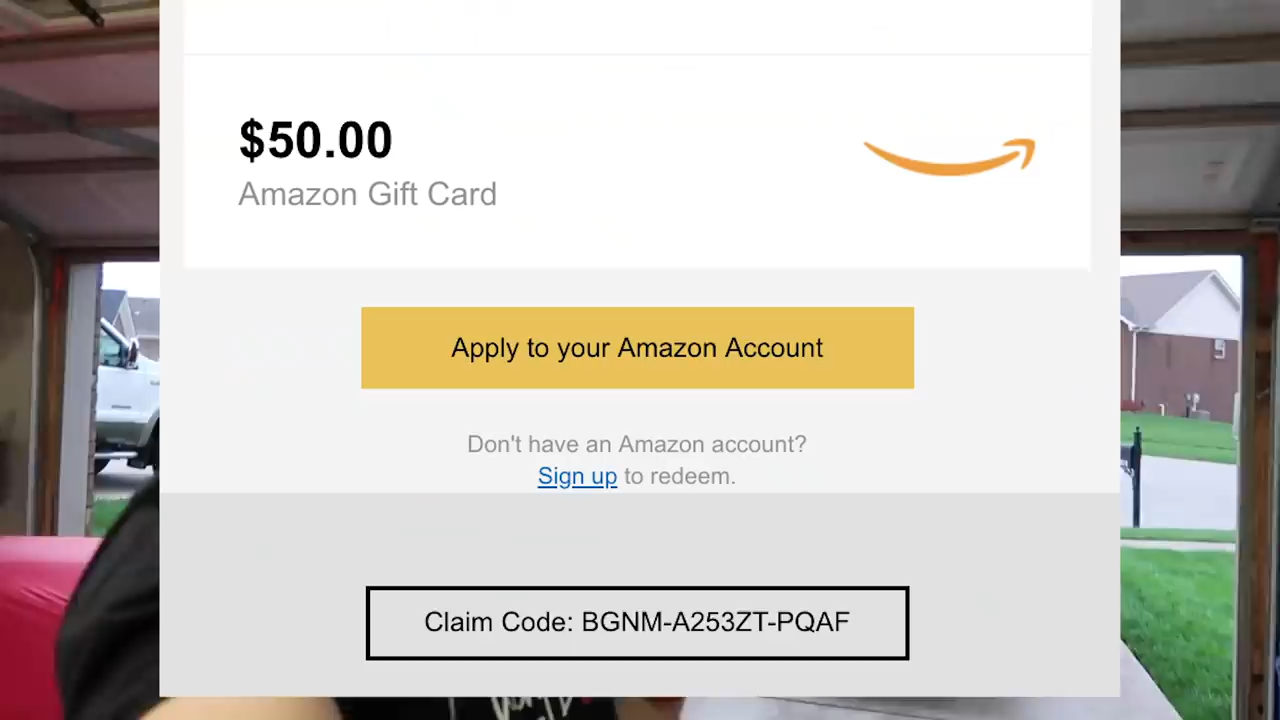 $50.00
Amazon Gift Card
Apply to your Amazon Account
Don't have an Amazon account?
Sign up to redeem.
Claim Code: BGNM-A253ZT-PQAF